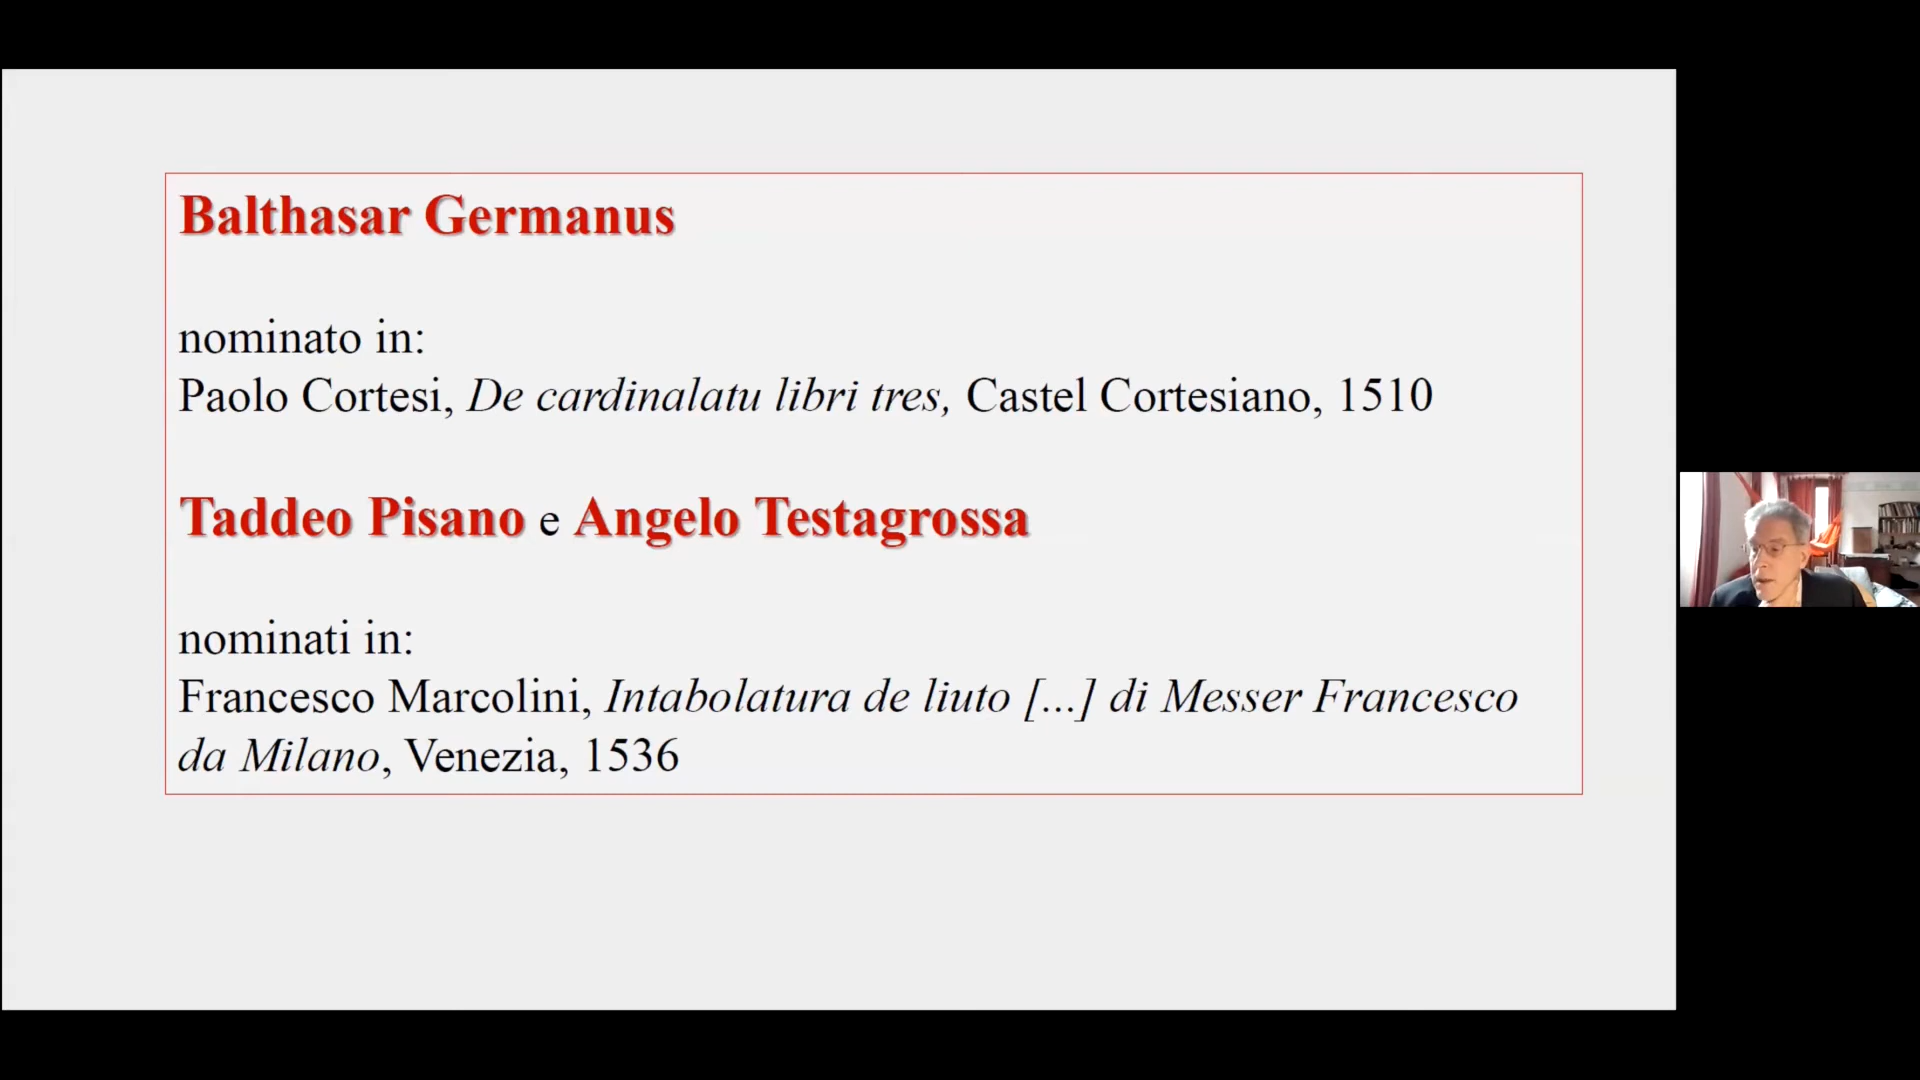 Balthasar Germanus
nominato in:
Paolo Cortesi, De cardinalatu libri tres, Castel Cortesiano, 1510
Taddeo Pisano e Angelo Testagrossa
nominati in:
Francesco Marcolini, Intabolatura de liuto [...] di Messer Francesco
da Milano, Venezia, 1536